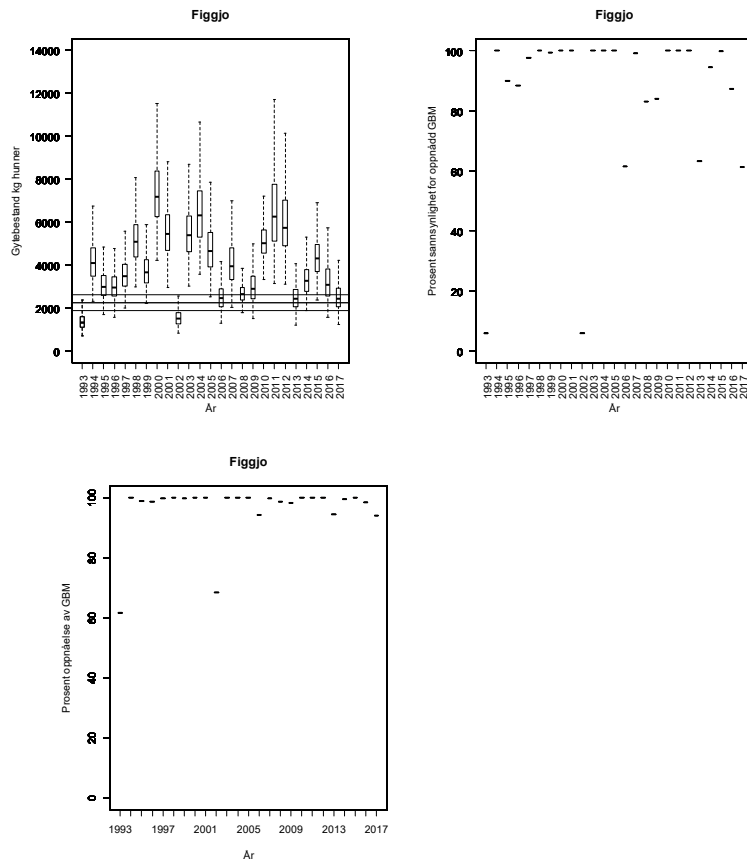 Figgjo
Gytebestand kg hunner
14000
12000
10000
8000
6000
4000
2000
0
1993 1994 1995 1996 1997 1998 1999 2000 2001 2002 2003 2004 2005 2006 2007 2008 2009 2010 2011 2012 2013 2014 2015 2016 2017
År
Figgjo
Prosent sannsynlighet for oppnådd GBM
100
80
60
40
20
0
1993 1994 1995 1996 1997 1998 1999 2000 2001 2002 2003 2004 2005 2006 2007 2008 2009 2010 2011 2012 2013 2014 2015 2016 2017
År
Figgjo
Prosent oppnåelse av GBM
100
80
60
40
20
0
1993 1997 2001 2005 2009 2013 2017
År